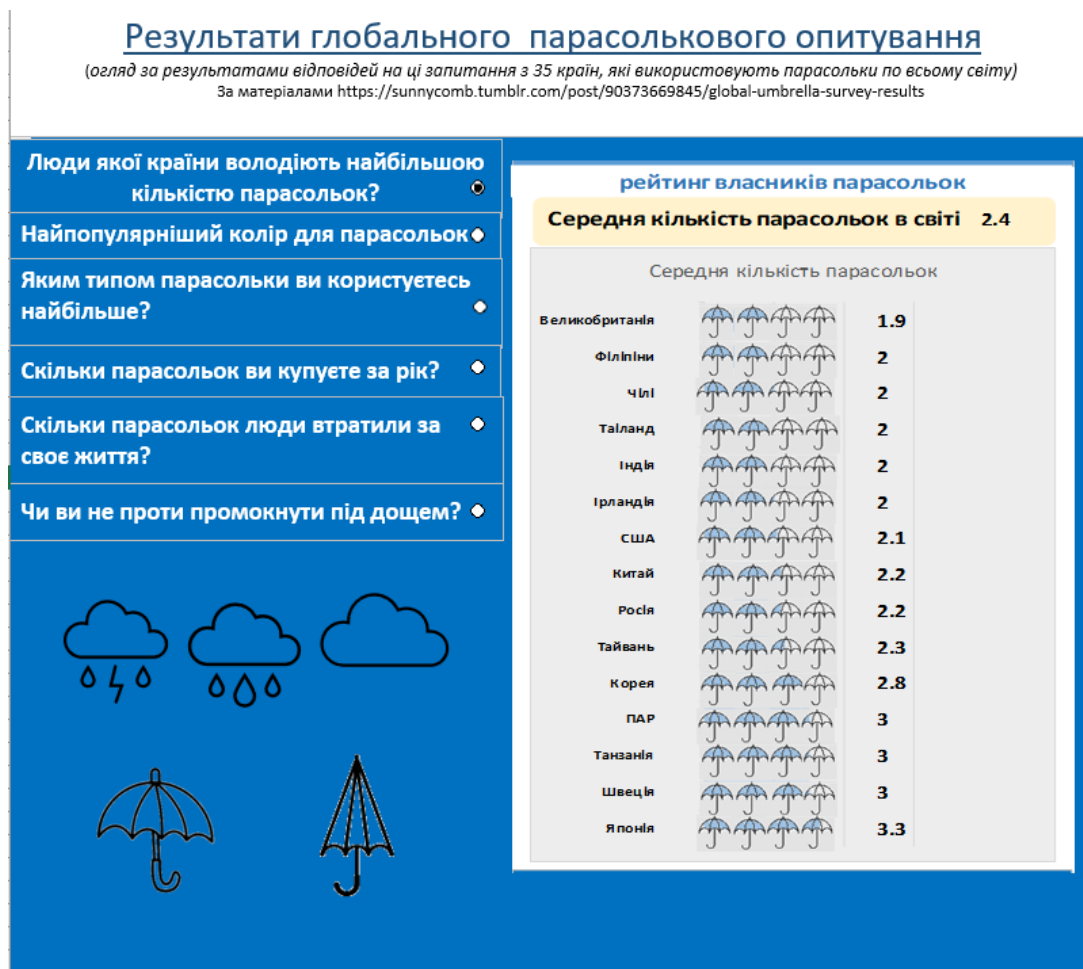 Результати глобального парасолькового опитування
(огляд за результатами відповідей на ці запитання з 35 країн, які використовують парасольки по всьому світу)
За матеріалами https://sunnycomb.tumblr.com/post/90373669845/global-umbrella-survey-results
Люди якої країни володіють найбільшою
кількістю парасольок?
Найпопулярніший колір для парасольок
Яким типом парасольки ви користуєтесь
найбільше?
Скільки парасольок ви купуєте за рік?
Скільки парасольок люди втратили за
своє життя?
Чи ви не проти промокнути під дощем?
рейтинг власників парасольок
Середня кількість парасольок в світі 2.4
Середня кількість парасольок
Великобританія 1.9
Філіпіни 2
Чілі 2
Таіланд 2
Індія 2
Ірландія 2
США 2.1
Китай 2.2
Росія 2.2
Тайвань 2.3
Корея 2.8
ПАР 3
Танзанія 3
Швеція 3
Японія 3.3